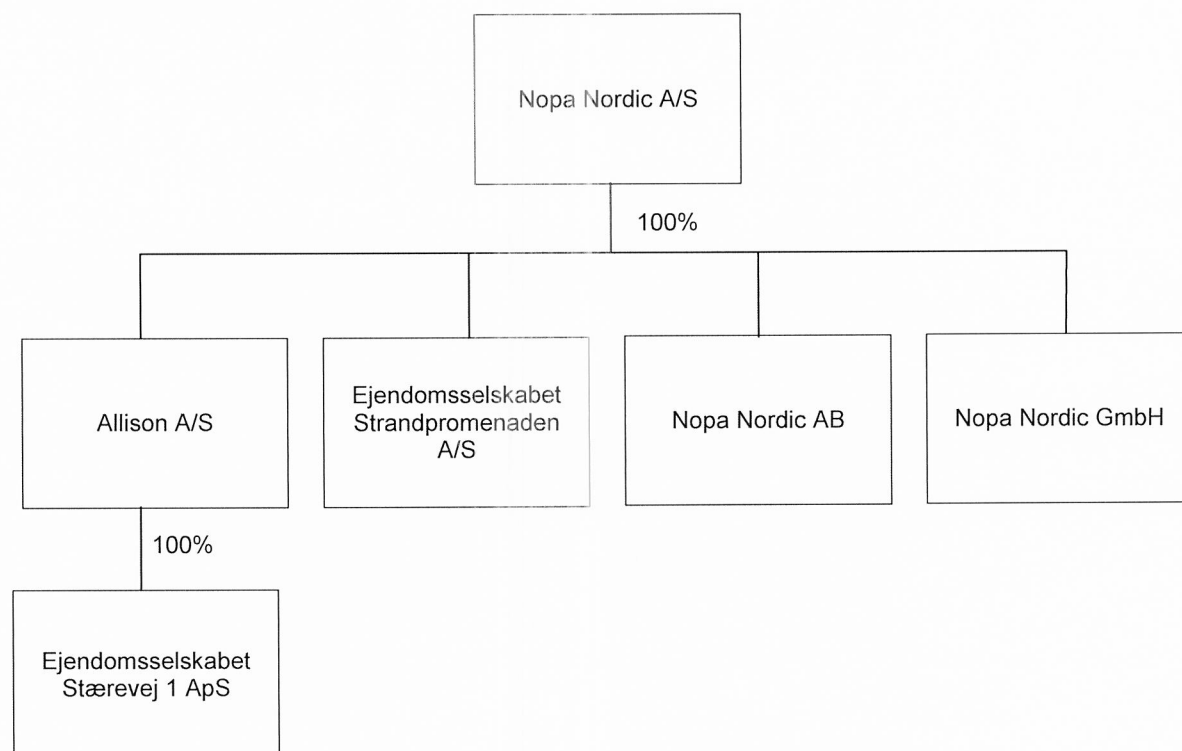 Nopa Nordic A/S
100%
Allison A/S
Ejendomsselskabet
Strandpromenaden
A/S
Nopa Nordic AB
Nopa Nordic GmbH
100%
Ejendomsselskabet
Stærevej 1 ApS